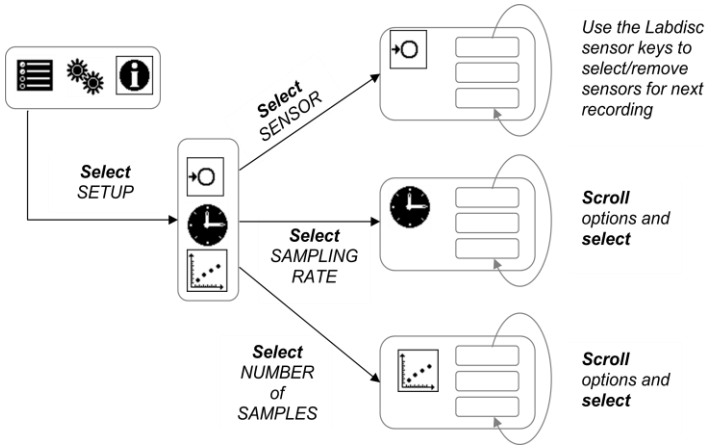 Select
SETUP
Select
SENSOR
Select
SAMPLING
RATE
Select
NUMBER
of
SAMPLES
Use the Labdisc
sensor keys to
select/remove
sensors for next
recording
Scroll
options and
select
Scroll
options and
select